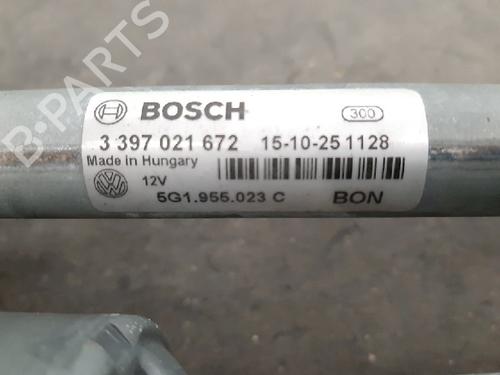 BOSCH 300
3 397 021 672 15-10-25 1128
Made in Hungary
12V
5G1.955.023 C BON
B-PARTS